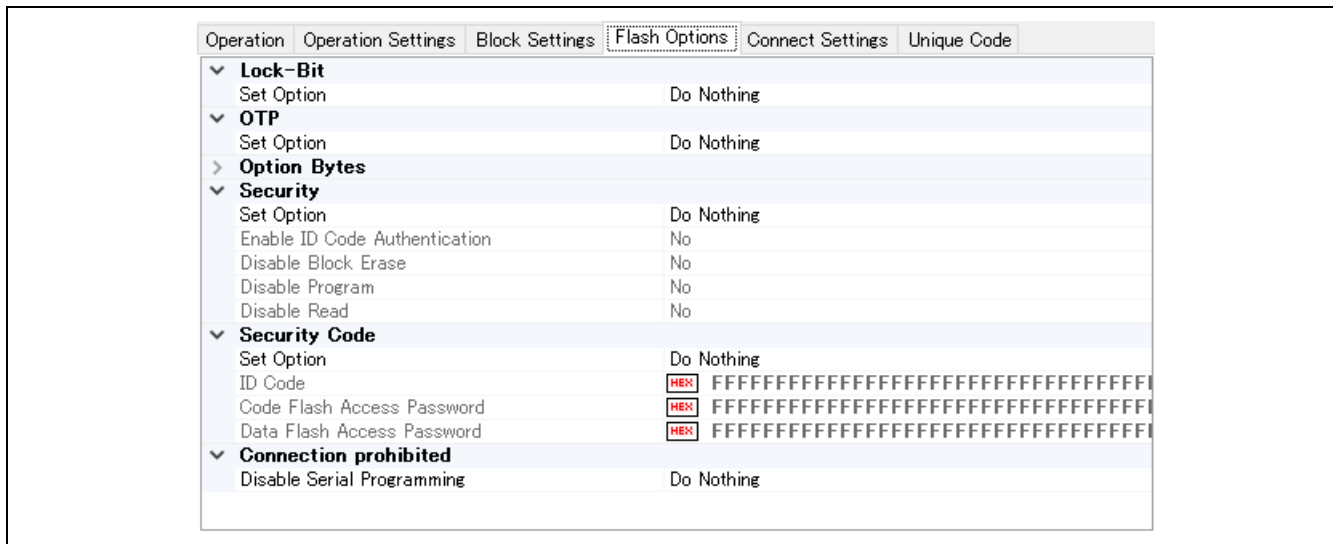 Operation Operation Settings Block Settings Flash Options Connect Settings Unique Code
Lock-Bit
Set Option Do Nothing
OTP
Set Option Do Nothing
Option Bytes
Security
Set Option Do Nothing
Enable ID Code Authentication No
Disable Block Erase No
Disable Program No
Disable Read No
Security Code
Set Option Do Nothing
ID Code HEX FFFFFFFFFFFFFFFFFFFFFFFFFFFFFFFFFF
Code Flash Access Password HEX FFFFFFFFFFFFFFFFFFFFFFFFFFFFFFFFFF
Data Flash Access Password HEX FFFFFFFFFFFFFFFFFFFFFFFFFFFFFFFFFF
Connection prohibited
Disable Serial Programming Do Nothing